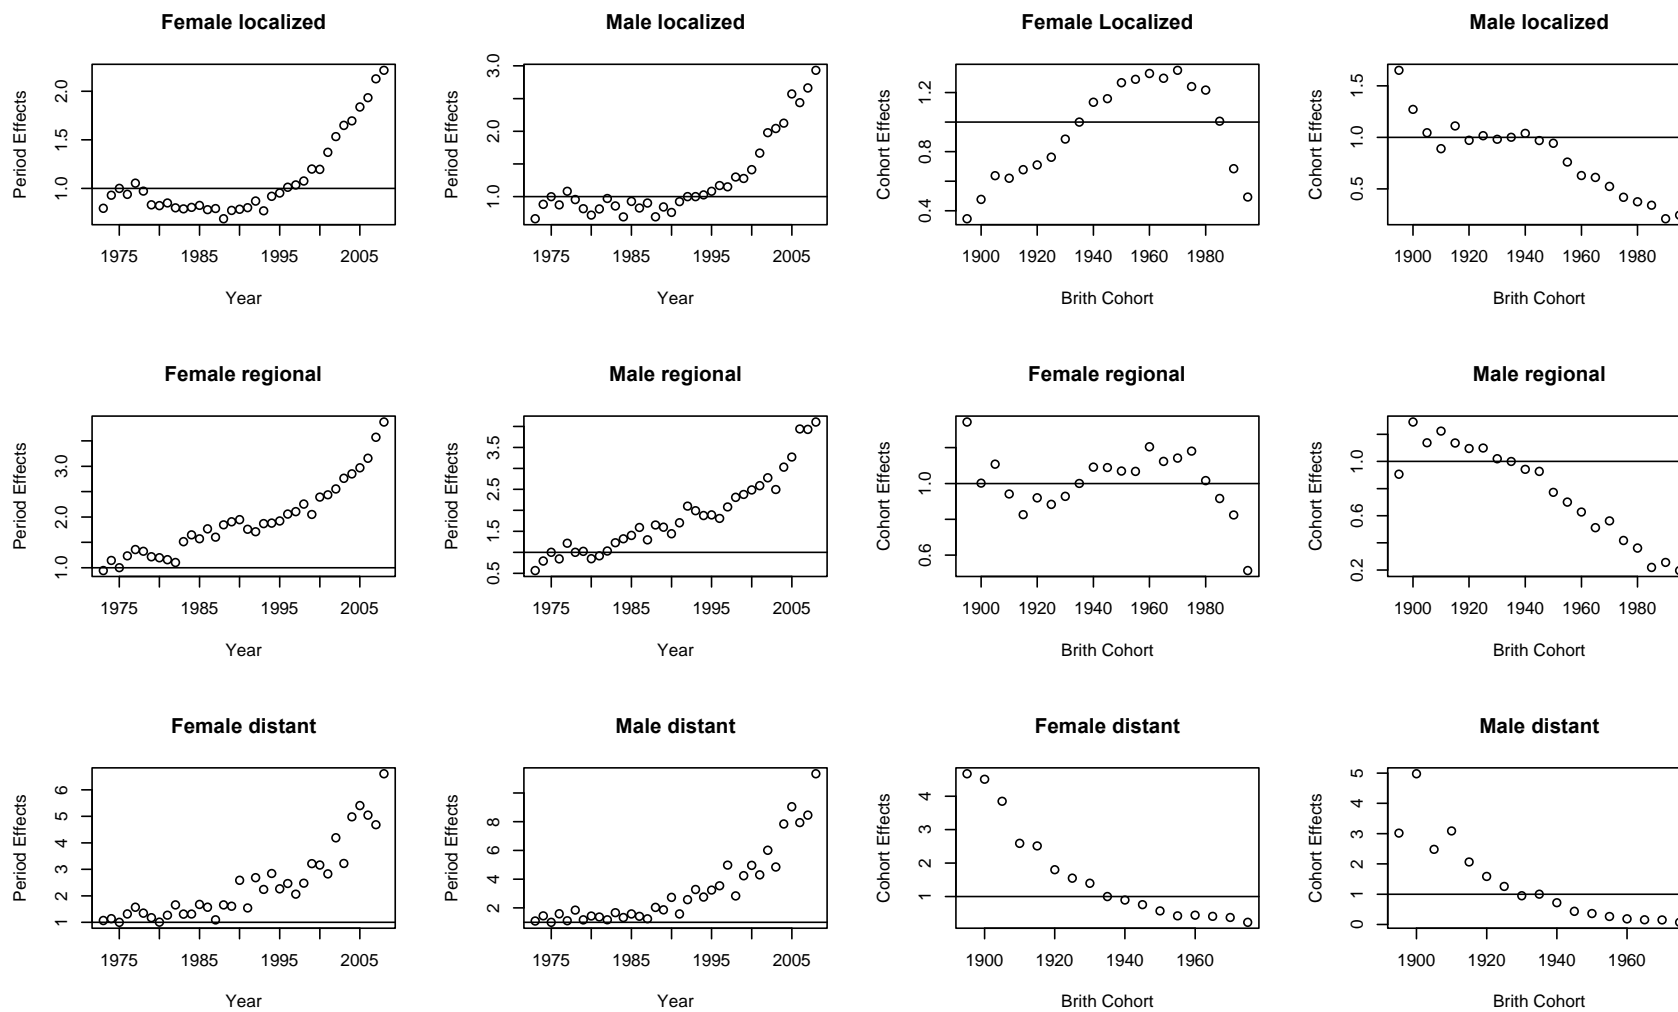 Female localized
Period Effects
1.0 1.5 2.0
1975 1985 1995 2005
Year
Male localized
Period Effects
1.0 2.0 3.0
1975 1985 1995 2005
Year
Female Localized
Cohort Effects
0.4 0.8 1.2
1900 1920 1940 1960 1980
Brith Cohort
Male localized
Cohort Effects
0.5 1.0 1.5
1900 1920 1940 1960 1980
Brith Cohort
Female regional
Period Effects
1.0 2.0 3.0
1975 1985 1995 2005
Year
Male regional
Period Effects
0.5 1.5 2.5 3.5
1975 1985 1995 2005
Year
Female regional
Cohort Effects
0.6 1.0
1900 1920 1940 1960 1980
Brith Cohort
Male regional
Cohort Effects
0.2 0.6 1.0
1900 1920 1940 1960 1980
Brith Cohort
Female distant
Period Effects
1 2 3 4 5 6
1975 1985 1995 2005
Year
Male distant
Period Effects
2 4 6 8
1975 1985 1995 2005
Year
Female distant
Cohort Effects
1 2 3 4
1900 1920 1940 1960
Brith Cohort
Male distant
Cohort Effects
0 1 2 3 4 5
1900 1920 1940 1960
Brith Cohort